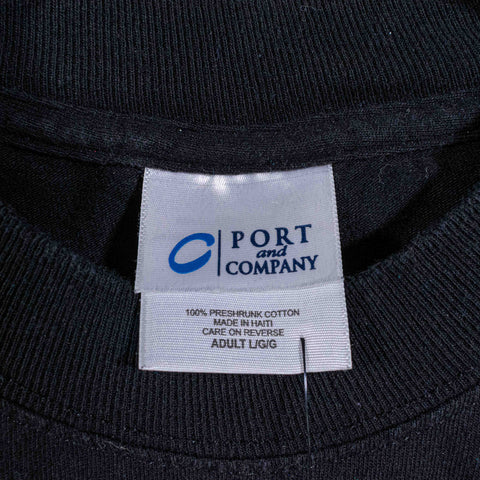 PORT
and
COMPANY
100% PRESHRUNK COTTON
MADE IN HAITI
CARE ON REVERSE
ADULT L/G/G